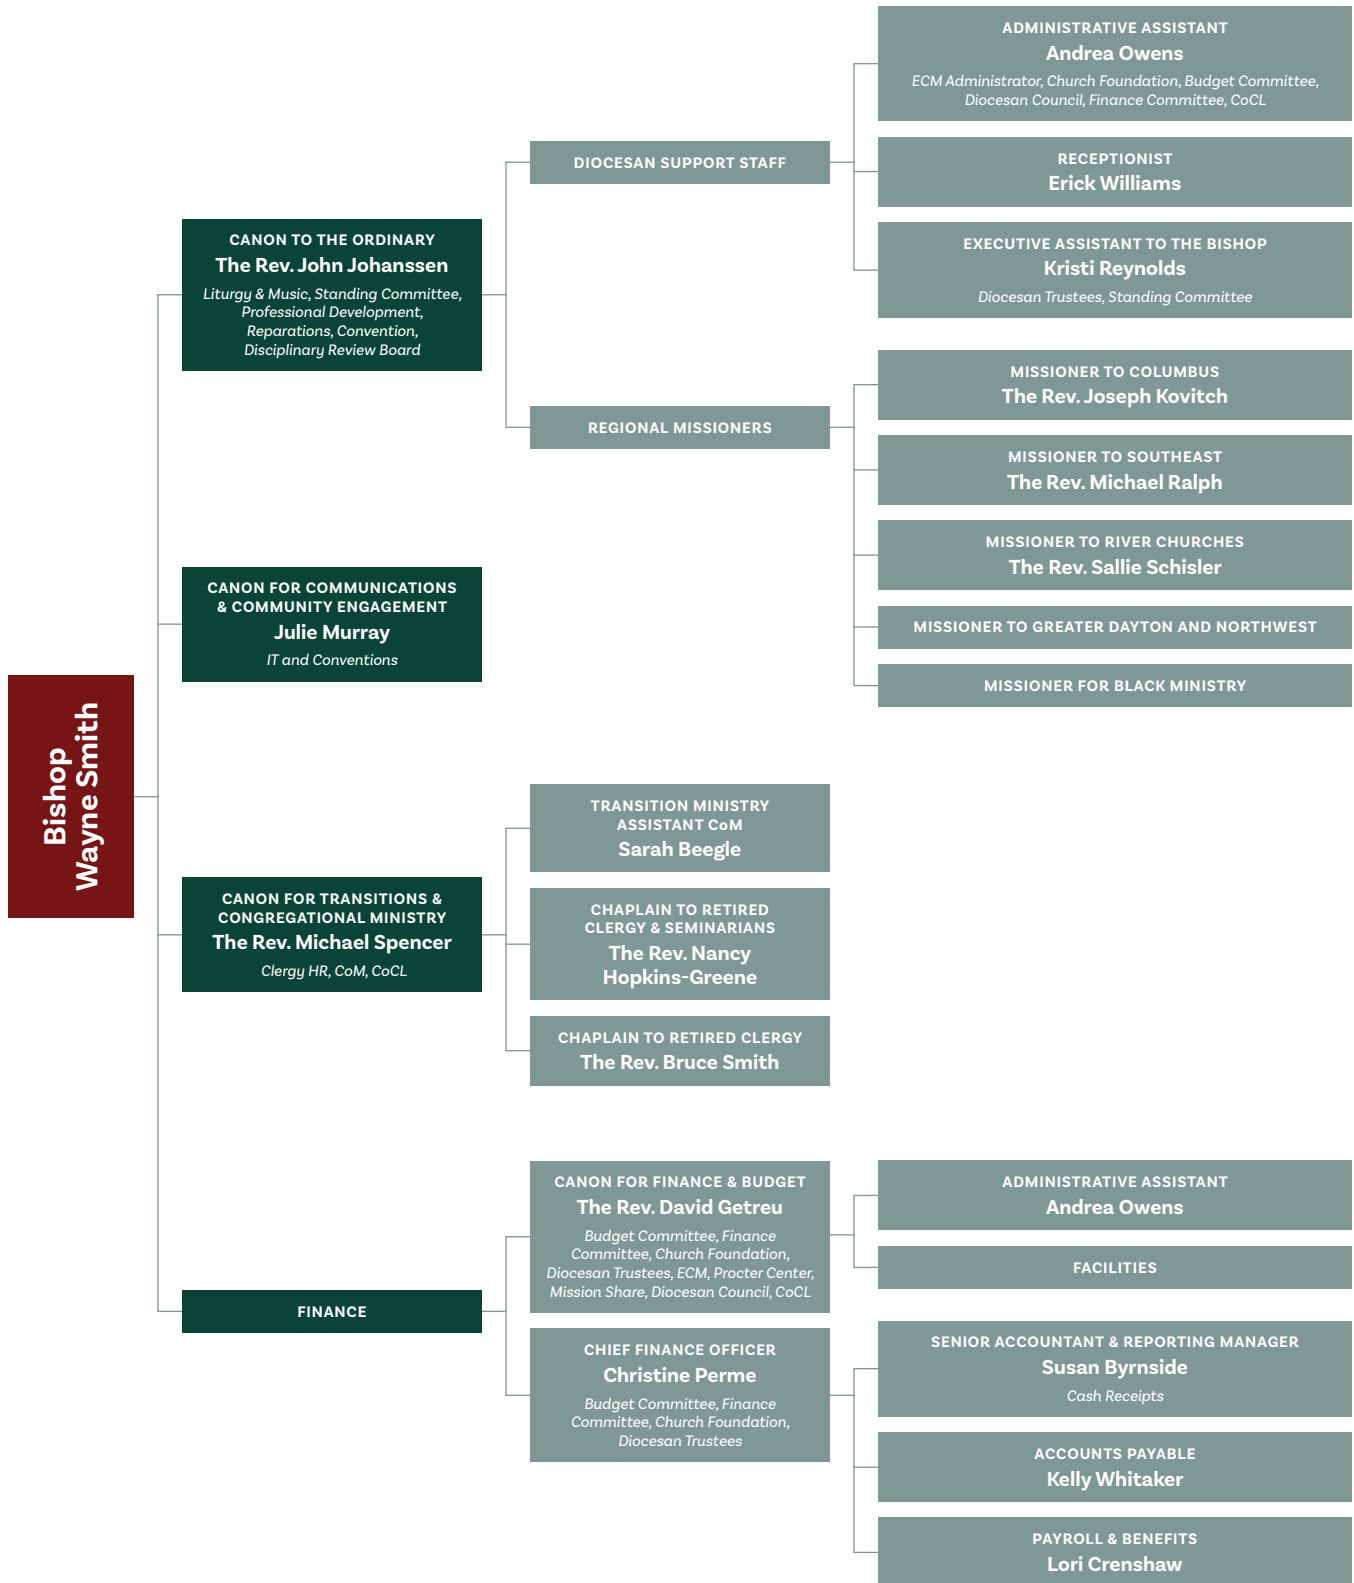 Bishop
Wayne Smith
CANON TO THE ORDINARY
The Rev. John Johanssen
Liturgy & Music, Standing Committee,
Professional Development,
Reparations, Convention,
Disciplinary Review Board
DIOCESAN SUPPORT STAFF
ADMINISTRATIVE ASSISTANT
Andrea Owens
ECM Administrator, Church Foundation, Budget Committee,
Diocesan Council, Finance Committee, CoCL
RECEPTIONIST
Erick Williams
EXECUTIVE ASSISTANT TO THE BISHOP
Kristi Reynolds
Diocesan Trustees, Standing Committee
REGIONAL MISSIONERS
MISSIONER TO COLUMBUS
The Rev. Joseph Kovitch
MISSIONER TO SOUTHEAST
The Rev. Michael Ralph
MISSIONER TO RIVER CHURCHES
The Rev. Sallie Schisler
MISSIONER TO GREATER DAYTON AND NORTHWEST
MISSIONER FOR BLACK MINISTRY
CANON FOR COMMUNICATIONS
& COMMUNITY ENGAGEMENT
Julie Murray
IT and Conventions
CANON FOR TRANSITIONS &
CONGREGATIONAL MINISTRY
The Rev. Michael Spencer
Clergy HR, CoM, CoCL
TRANSITION MINISTRY
ASSISTANT CoM
Sarah Beegle
CHAPLAIN TO RETIRED
CLERGY & SEMINARIANS
The Rev. Nancy
Hopkins-Greene
CHAPLAIN TO RETIRED CLERGY
The Rev. Bruce Smith
FINANCE
CANON FOR FINANCE & BUDGET
The Rev. David Getreu
Budget Committee, Finance
Committee, Church Foundation,
Diocesan Trustees, ECM, Procter Center,
Mission Share, Diocesan Council, CoCL
ADMINISTRATIVE ASSISTANT
Andrea Owens
FACILITIES
CHIEF FINANCE OFFICER
Christine Perme
Budget Committee, Finance
Committee, Church Foundation,
Diocesan Trustees
SENIOR ACCOUNTANT & REPORTING MANAGER
Susan Byrnside
Cash Receipts
ACCOUNTS PAYABLE
Kelly Whitaker
PAYROLL & BENEFITS
Lori Crenshaw